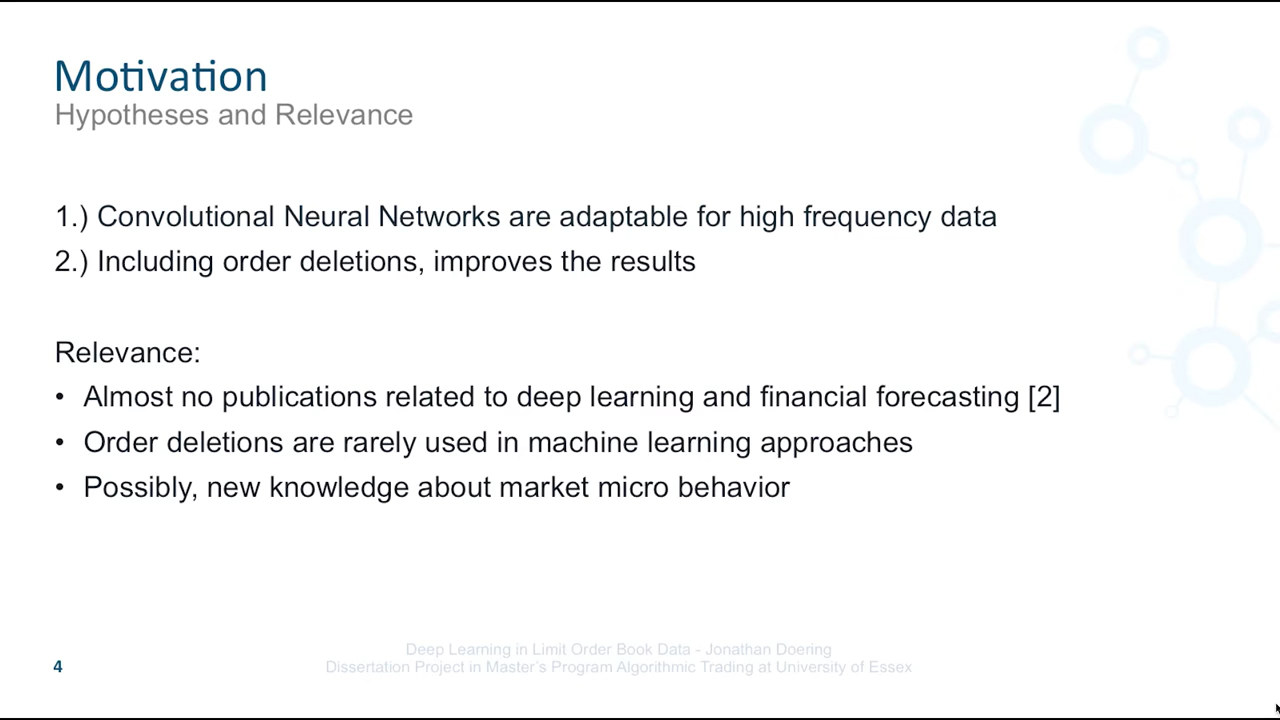 Motivation
Hypotheses and Relevance
1.) Convolutional Neural Networks are adaptable for high frequency data
2.) Including order deletions, improves the results
Relevance:
• Almost no publications related to deep learning and financial forecasting [2]
• Order deletions are rarely used in machine learning approaches
• Possibly, new knowledge about market micro behavior
Deep Learning in Limit Order Book Data - Jonathan Doering
4
Dissertation Project in Master´s Program Algorithmic Trading at University of Essex